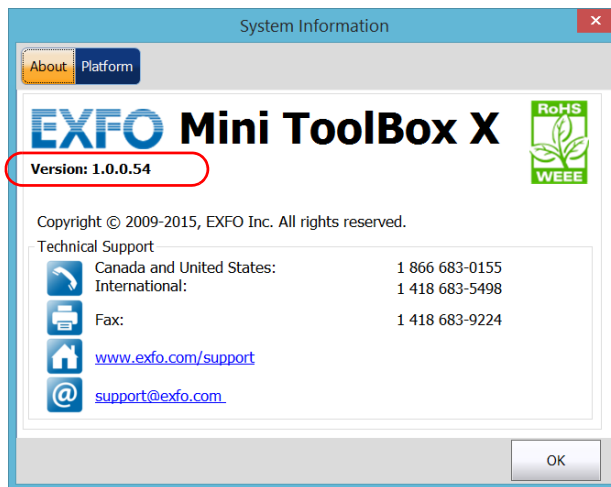 System Information
About Platform
EXFO Mini ToolBox X
RoHS
WEEE
Version: 1.0.0.54
Copyright © 2009-2015, EXFO Inc. All rights reserved.
Technical Support
Canada and United States: 1 866 683-0155
International: 1 418 683-5498
Fax: 1 418 683-9224
www.exfo.com/support
@ support@exfo.com
OK